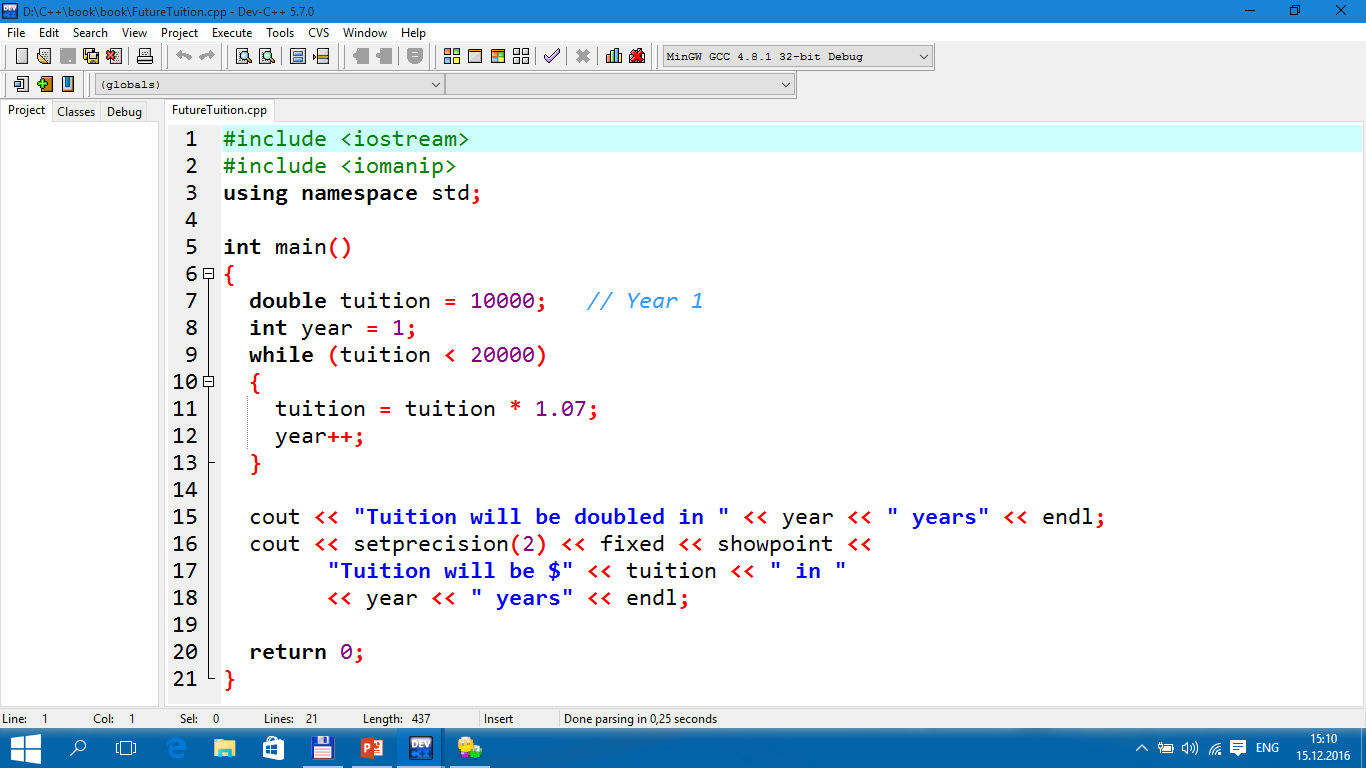 D:\C++\book\book\FutureTuition.cpp - Dev-C++ 5.7.0
File Edit Search View Project Execute Tools CVS Window Help
MinGW GCC 4.8.1 32-bit Debug
(globals)
Project Classes Debug FutureTuition.cpp
1 #include <iostream>
2 #include <iomanip>
3 using namespace std;
4
5 int main()
6 {
7   double tuition = 10000;   // Year 1
8   int year = 1;
9   while (tuition < 20000)
10   {
11     tuition = tuition * 1.07;
12     year++;
13   }
14
15   cout << "Tuition will be doubled in " << year << " years" << endl;
16   cout << setprecision(2) << fixed << showpoint <<
17         "Tuition will be $" << tuition << " in "
18         << year << " years" << endl;
19
20   return 0;
21 }
Line: 1 Col: 1 Sel: 0 Lines: 21 Length: 437 Insert Done parsing in 0,25 seconds
DEV C++ ENG 15:10
15.12.2016